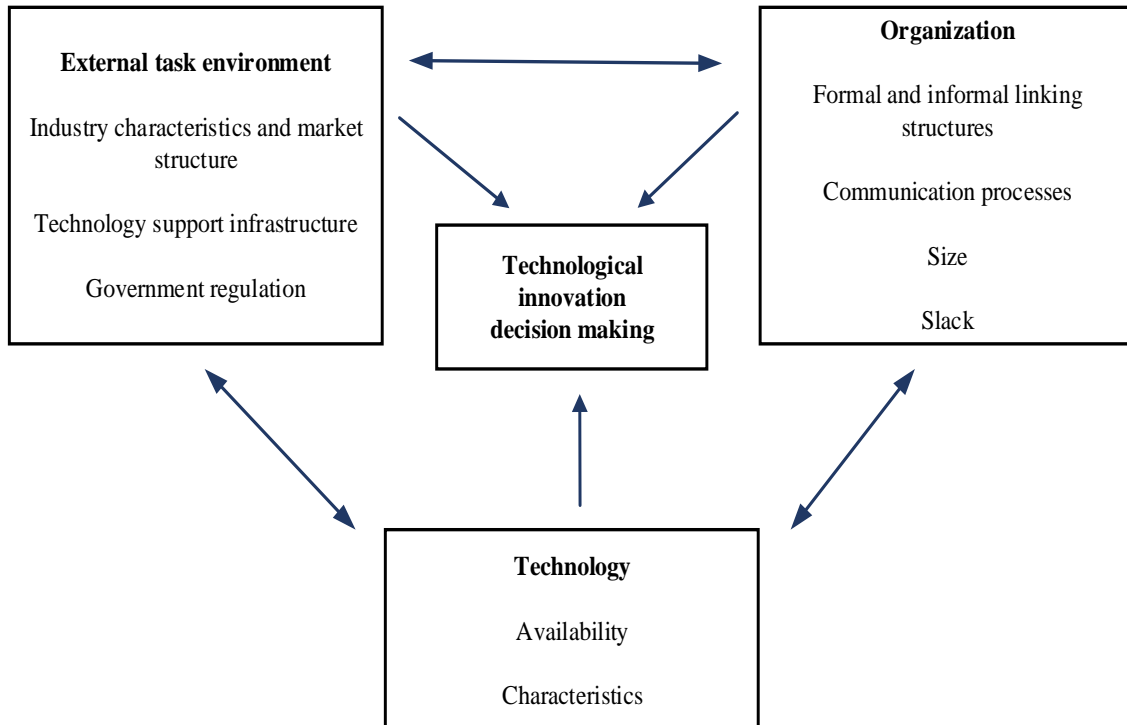 External task environment
Industry characteristics and market
structure
Technology support infrastructure
Government regulation
Organization
Formal and informal linking
structures
Communication processes
Size
Slack
Technological
innovation
decision making
Technology
Availability
Characteristics